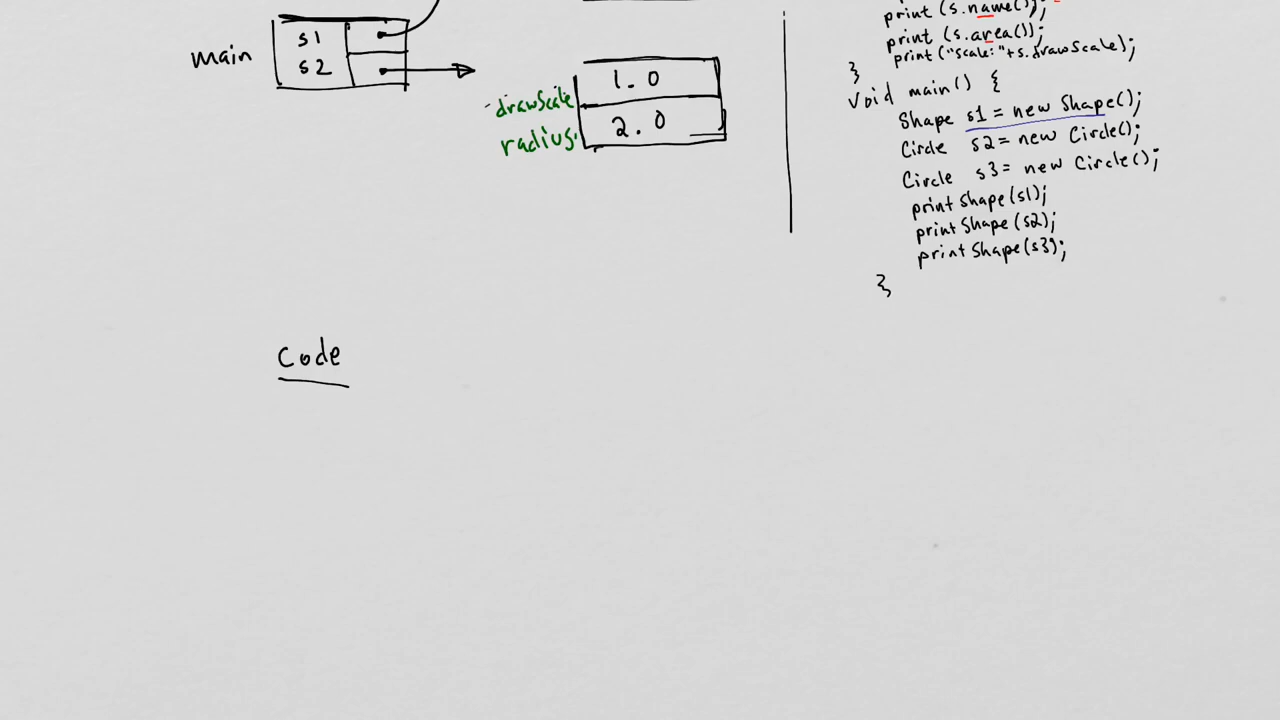 main
s1
s2
1.0
2.0
drawScale
radius
Code
print (s.name());
print (s.area());
print ("scale:"+s.drawScale);
}
void main() {
Shape s1 = new Shape();
Circle s2 = new Circle();
Circle s3 = new Circle();
printShape(s1);
printShape(s2);
printShape(s3);
}